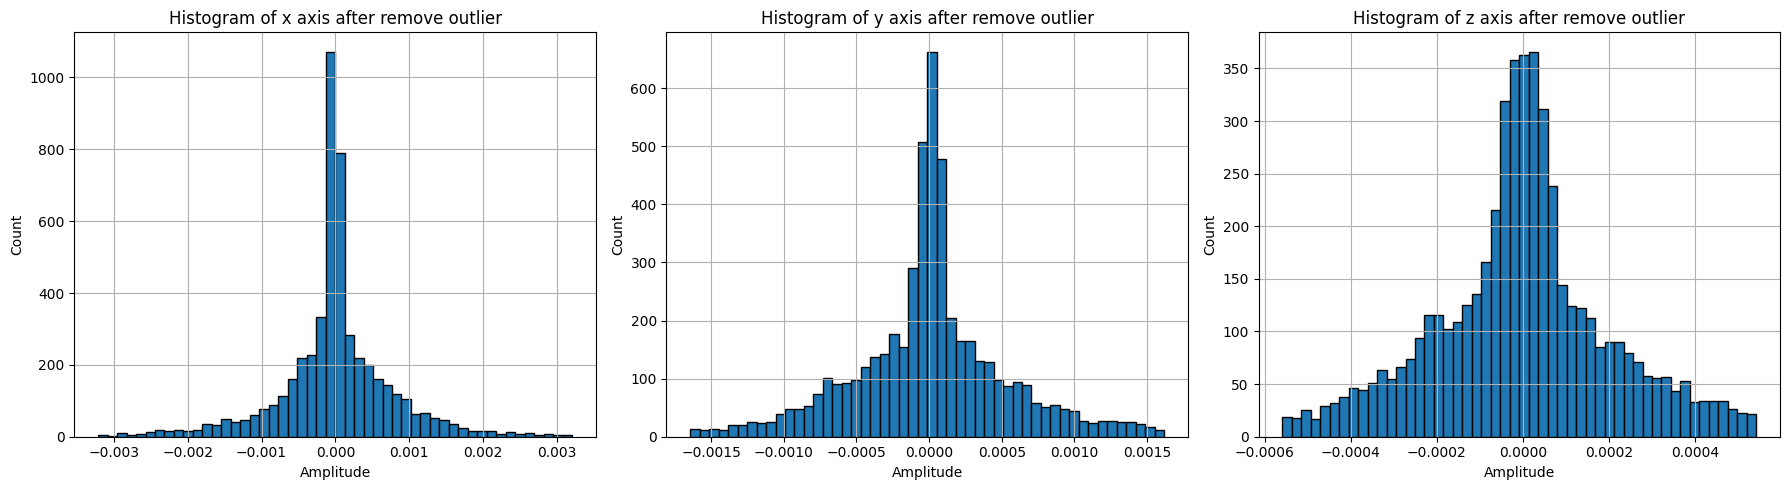 Histogram of x axis after remove outlier
Count
1000
800
600
400
200
0
−0.003 −0.002 −0.001 0.000 0.001 0.002 0.003
Amplitude
Histogram of y axis after remove outlier
Count
600
500
400
300
200
100
0
−0.0015 −0.0010 −0.0005 0.0000 0.0005 0.0010 0.0015
Amplitude
Histogram of z axis after remove outlier
Count
350
300
250
200
150
100
50
0
−0.0006 −0.0004 −0.0002 0.0000 0.0002 0.0004
Amplitude